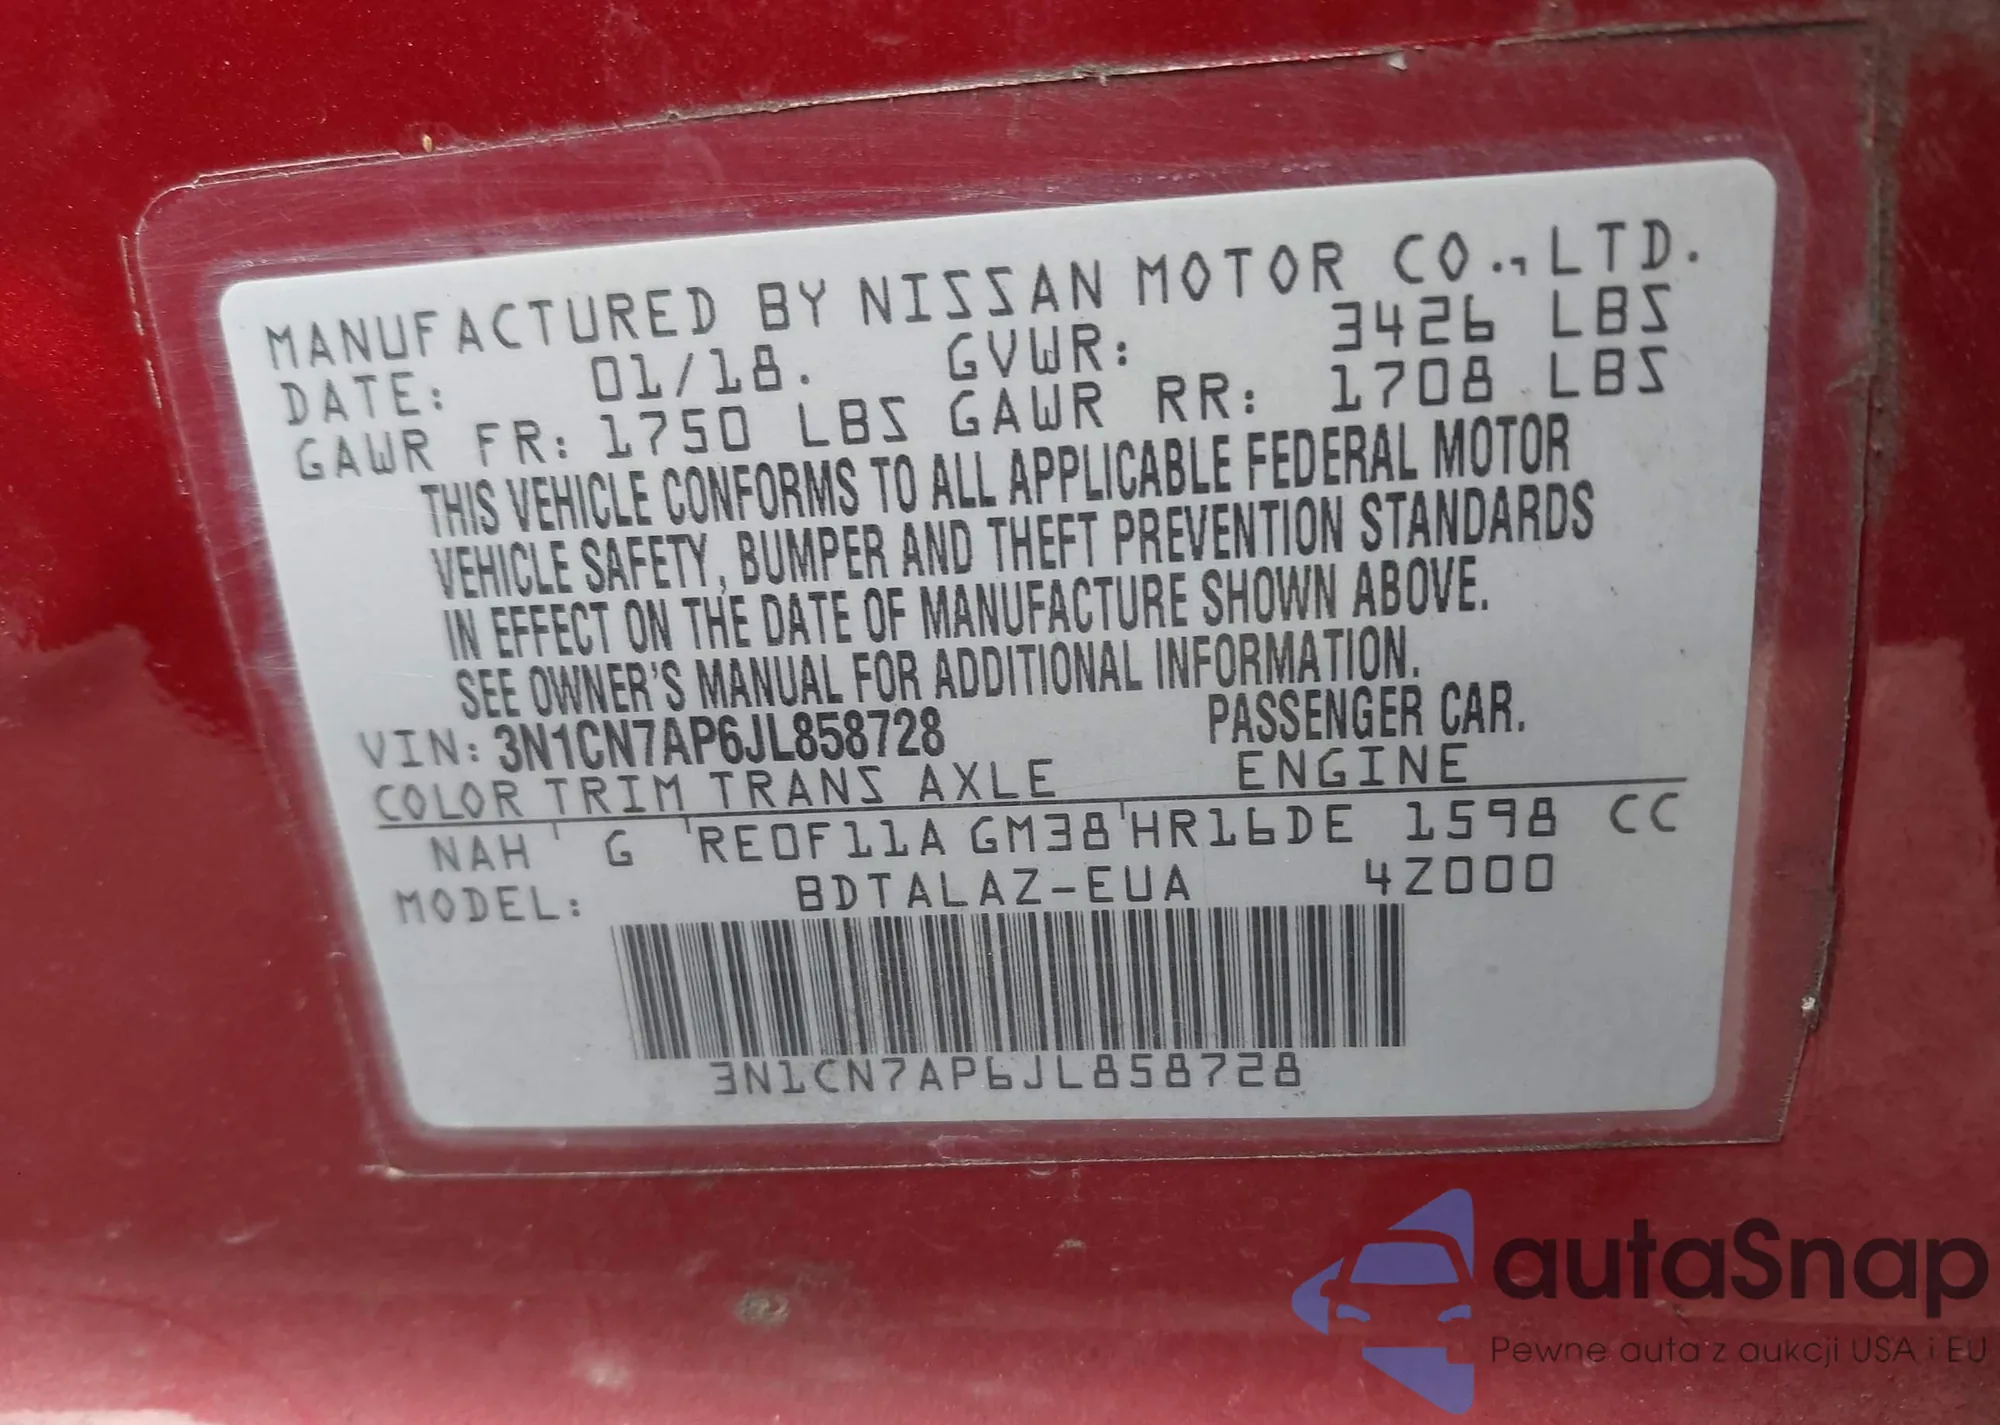 MANUFACTURED BY NISSAN MOTOR CO., LTD.
DATE: 01/18. GVWR: 3426 LBS
GAWR FR: 1750 LBS GAWR RR: 1708 LBS
THIS VEHICLE CONFORMS TO ALL APPLICABLE FEDERAL MOTOR
VEHICLE SAFETY, BUMPER AND THEFT PREVENTION STANDARDS
IN EFFECT ON THE DATE OF MANUFACTURE SHOWN ABOVE.
SEE OWNER'S MANUAL FOR ADDITIONAL INFORMATION.
VIN: 3N1CN7AP6JL858728 PASSENGER CAR.
COLOR TRIM TRANS AXLE ENGINE
NAH ' G ' RE0F11A GM38 ' HR16DE 1598 CC
MODEL: BDTALAZ-EUA 4Z000
3N1CN7AP6JL858728
autoSnap
Pewne auta z aukcji USA i EU